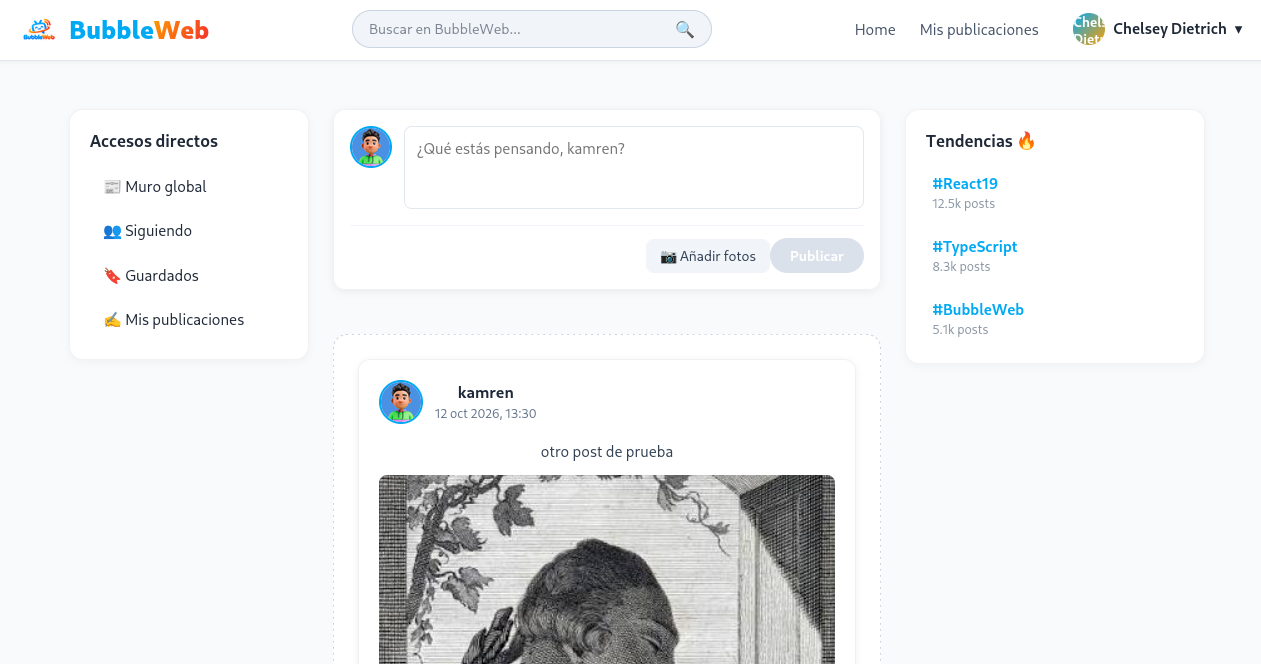 BubbleWeb
BubbleWeb
Buscar en BubbleWeb...
Home
Mis publicaciones
Chelsey Dietrich ▼
Accesos directos
📰 Muro global
👥 Siguiendo
🔖 Guardados
✍️ Mis publicaciones
¿Qué estás pensando, kamren?
📷 Añadir fotos
Publicar
kamren
12 oct 2026, 13:30
otro post de prueba
Tendencias 🔥
#React19
12.5k posts
#TypeScript
8.3k posts
#BubbleWeb
5.1k posts